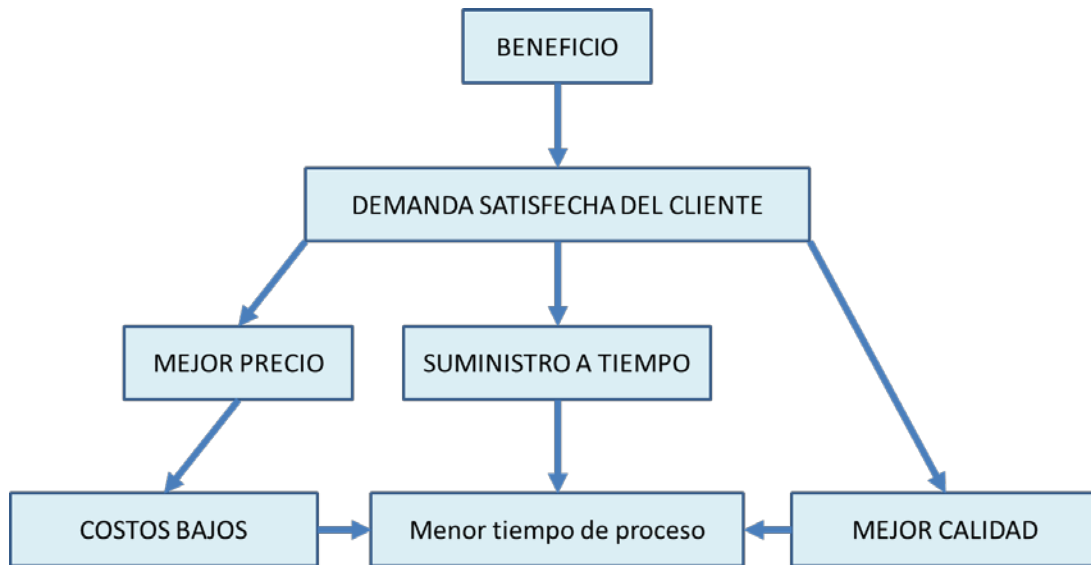 BENEFICIO
DEMANDA SATISFECHA DEL CLIENTE
MEJOR PRECIO
SUMINISTRO A TIEMPO
COSTOS BAJOS
Menor tiempo de proceso
MEJOR CALIDAD